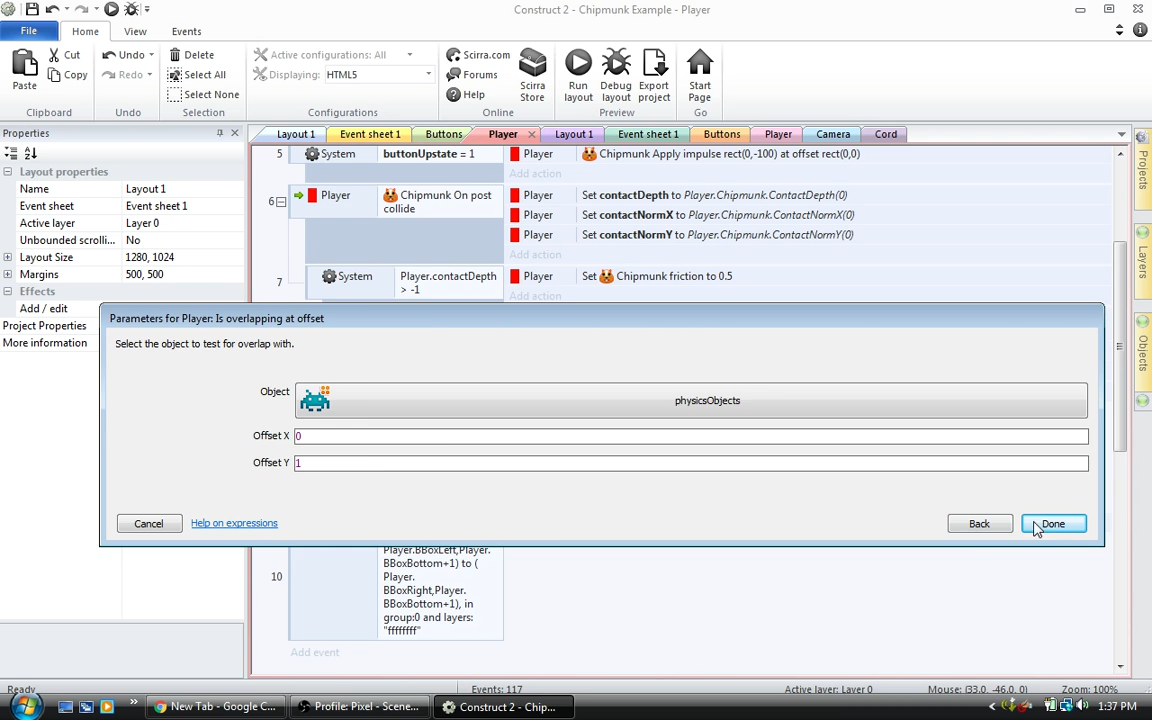 Construct 2 - Chipmunk Example - Player
File Home View Events
Paste Cut Copy
Clipboard
Undo Redo
Undo
Delete Select All Select None
Selection
Active configurations: All
Displaying: HTML5
Configurations
Scirra.com Forums Help
Scirra Store
Online
Run layout Debug layout Export project
Preview
Start Page
Go
Properties
Layout 1 Event sheet 1 Buttons Player Layout 1 Event sheet 1 Buttons Player Camera Cord
Layout properties
Name Layout 1
Event sheet Event sheet 1
Active layer Layer 0
Unbounded scrolli... No
Layout Size 1280, 1024
Margins 500, 500
Effects
Add / edit
Project Properties
More information
5 System buttonUpstate = 1 Player Chipmunk Apply impulse rect(0,-100) at offset rect(0,0)
Add action
6 Player Chipmunk On post collide Player Set contactDepth to Player.Chipmunk.ContactDepth(0)
Player Set contactNormX to Player.Chipmunk.ContactNormX(0)
Player Set contactNormY to Player.Chipmunk.ContactNormY(0)
Add action
7 System Player.contactDepth > -1 Player Set Chipmunk friction to 0.5
Add action
Projects
Layers
Objects
Parameters for Player: Is overlapping at offset
Select the object to test for overlap with.
Object physicsObjects
Offset X 0
Offset Y 1
Cancel Help on expressions Back Done
10
Player.BBoxLeft,Player.
BBoxBottom+1) to (
Player.
BBoxRight,Player.
BBoxBottom+1), in
group:0 and layers:
"ffffffff"
Add event
Ready Events: 117 Active layer: Layer 0 Mouse: (33.0, -46.0, 0) Zoom: 100%
New Tab - Google C... Profile: Pixel - Scene... Construct 2 - Chip... 1:37 PM